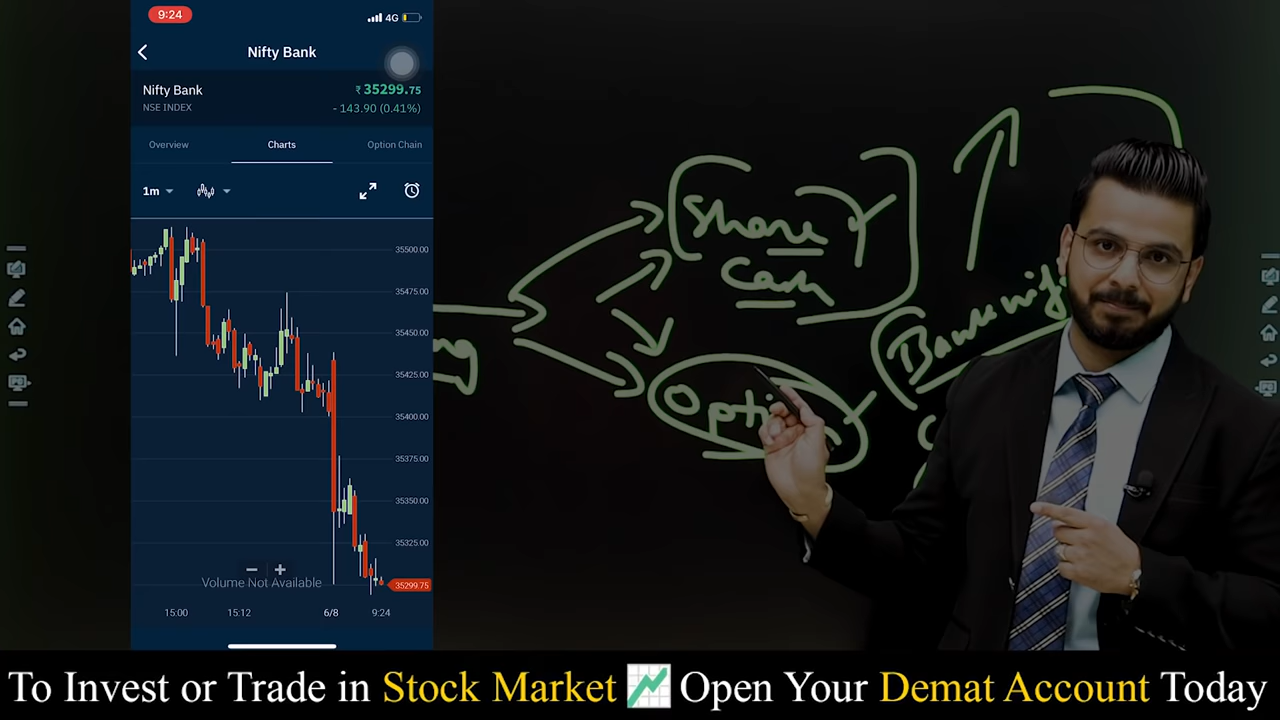 9:24
4G
Nifty Bank
Nifty Bank
₹ 35299.75
NSE INDEX
- 143.90 (0.41%)
Overview
Charts
Option Chain
1m
35500.00
35475.00
35450.00
35425.00
35400.00
35375.00
35350.00
35325.00
35299.75
Volume Not Available
15:00
15:12
6/8
9:24
Share
Cash
To Invest or Trade in Stock Market Open Your Demat Account Today